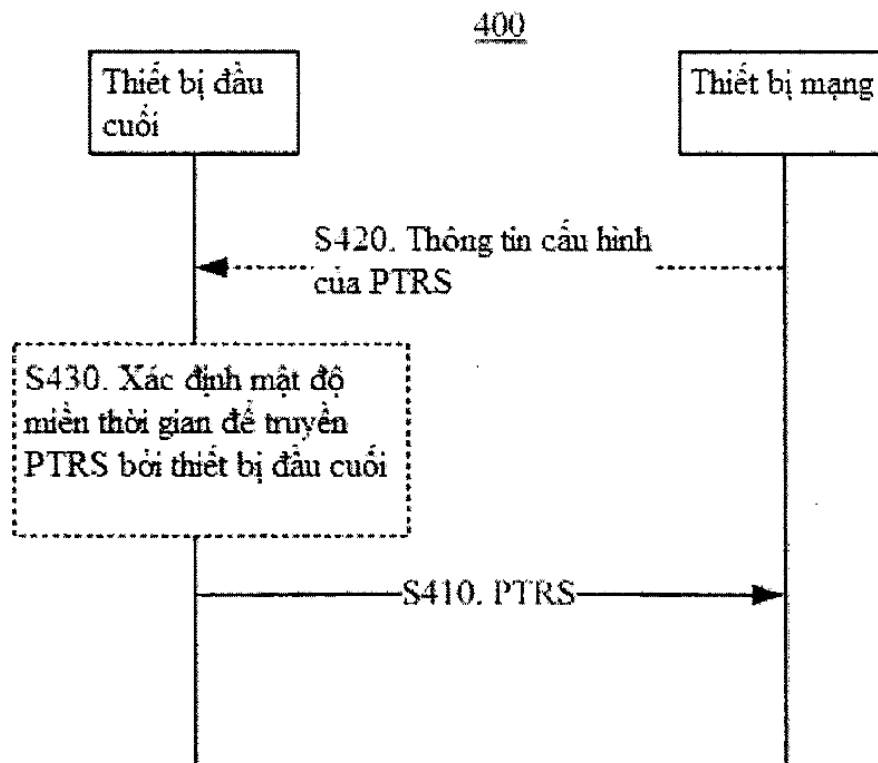 400
Thiết bị đầu
cuối
Thiết bị mạng
S420. Thông tin cấu hình
của PTRS
S430. Xác định mật độ
miền thời gian để truyền
PTRS bởi thiết bị đầu cuối
S410. PTRS